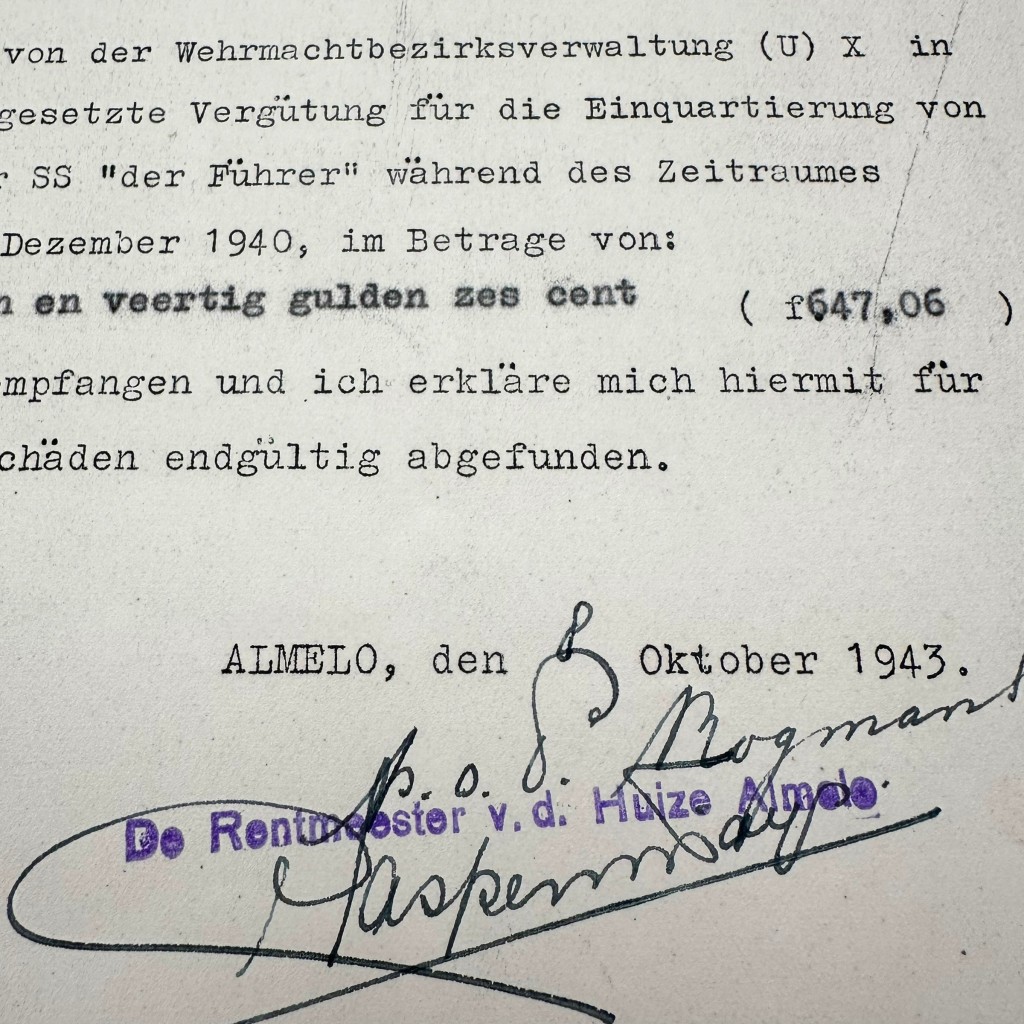 von der Wehrmachtbezirksverwaltung (U) X in
gesetzte Vergütung für die Einquartierung von
r SS "der Führer" während des Zeitraumes
Dezember 1940, im Betrage von:
n en veertig gulden zes cent ( f647,06 )
mpfangen und ich erkläre mich hiermit für
chäden endgültig abgefunden.
ALMELO, den 8 Oktober 1943.
p.o. Bogman
De Rentmeester v.d. Huize Almelo.